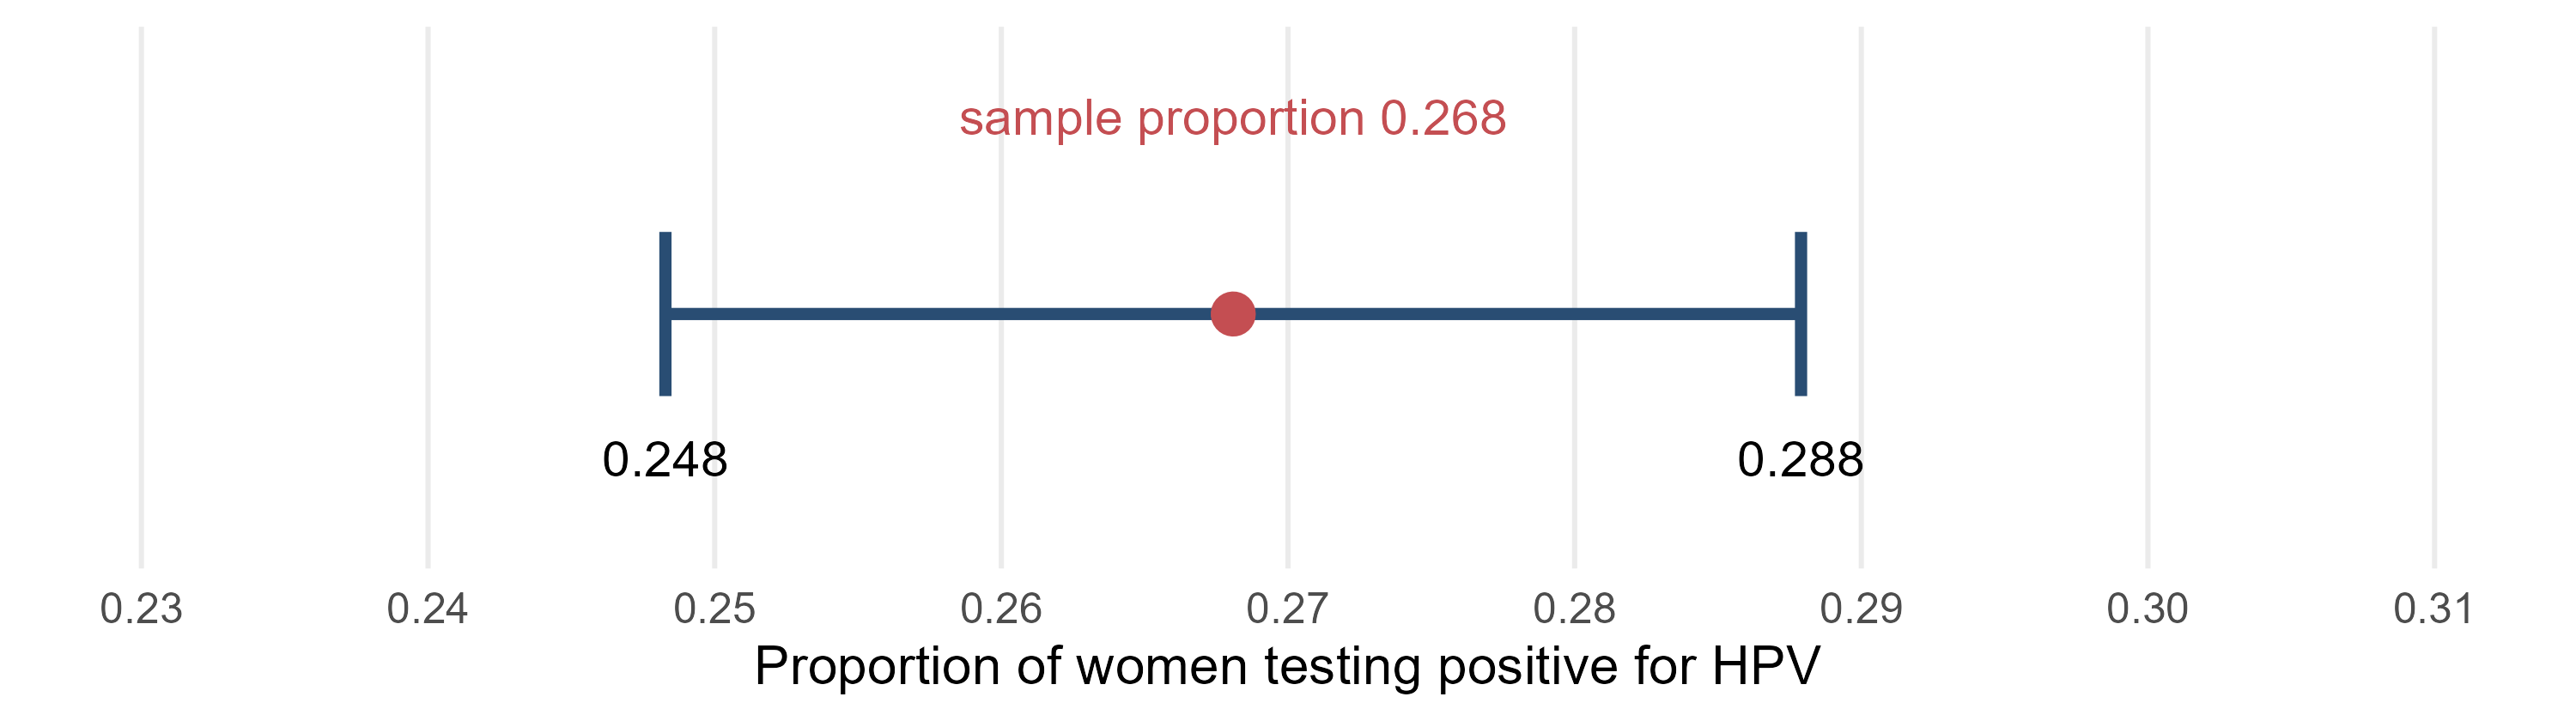 sample proportion 0.268
0.248 0.288
0.23 0.24 0.25 0.26 0.27 0.28 0.29 0.30 0.31
Proportion of women testing positive for HPV